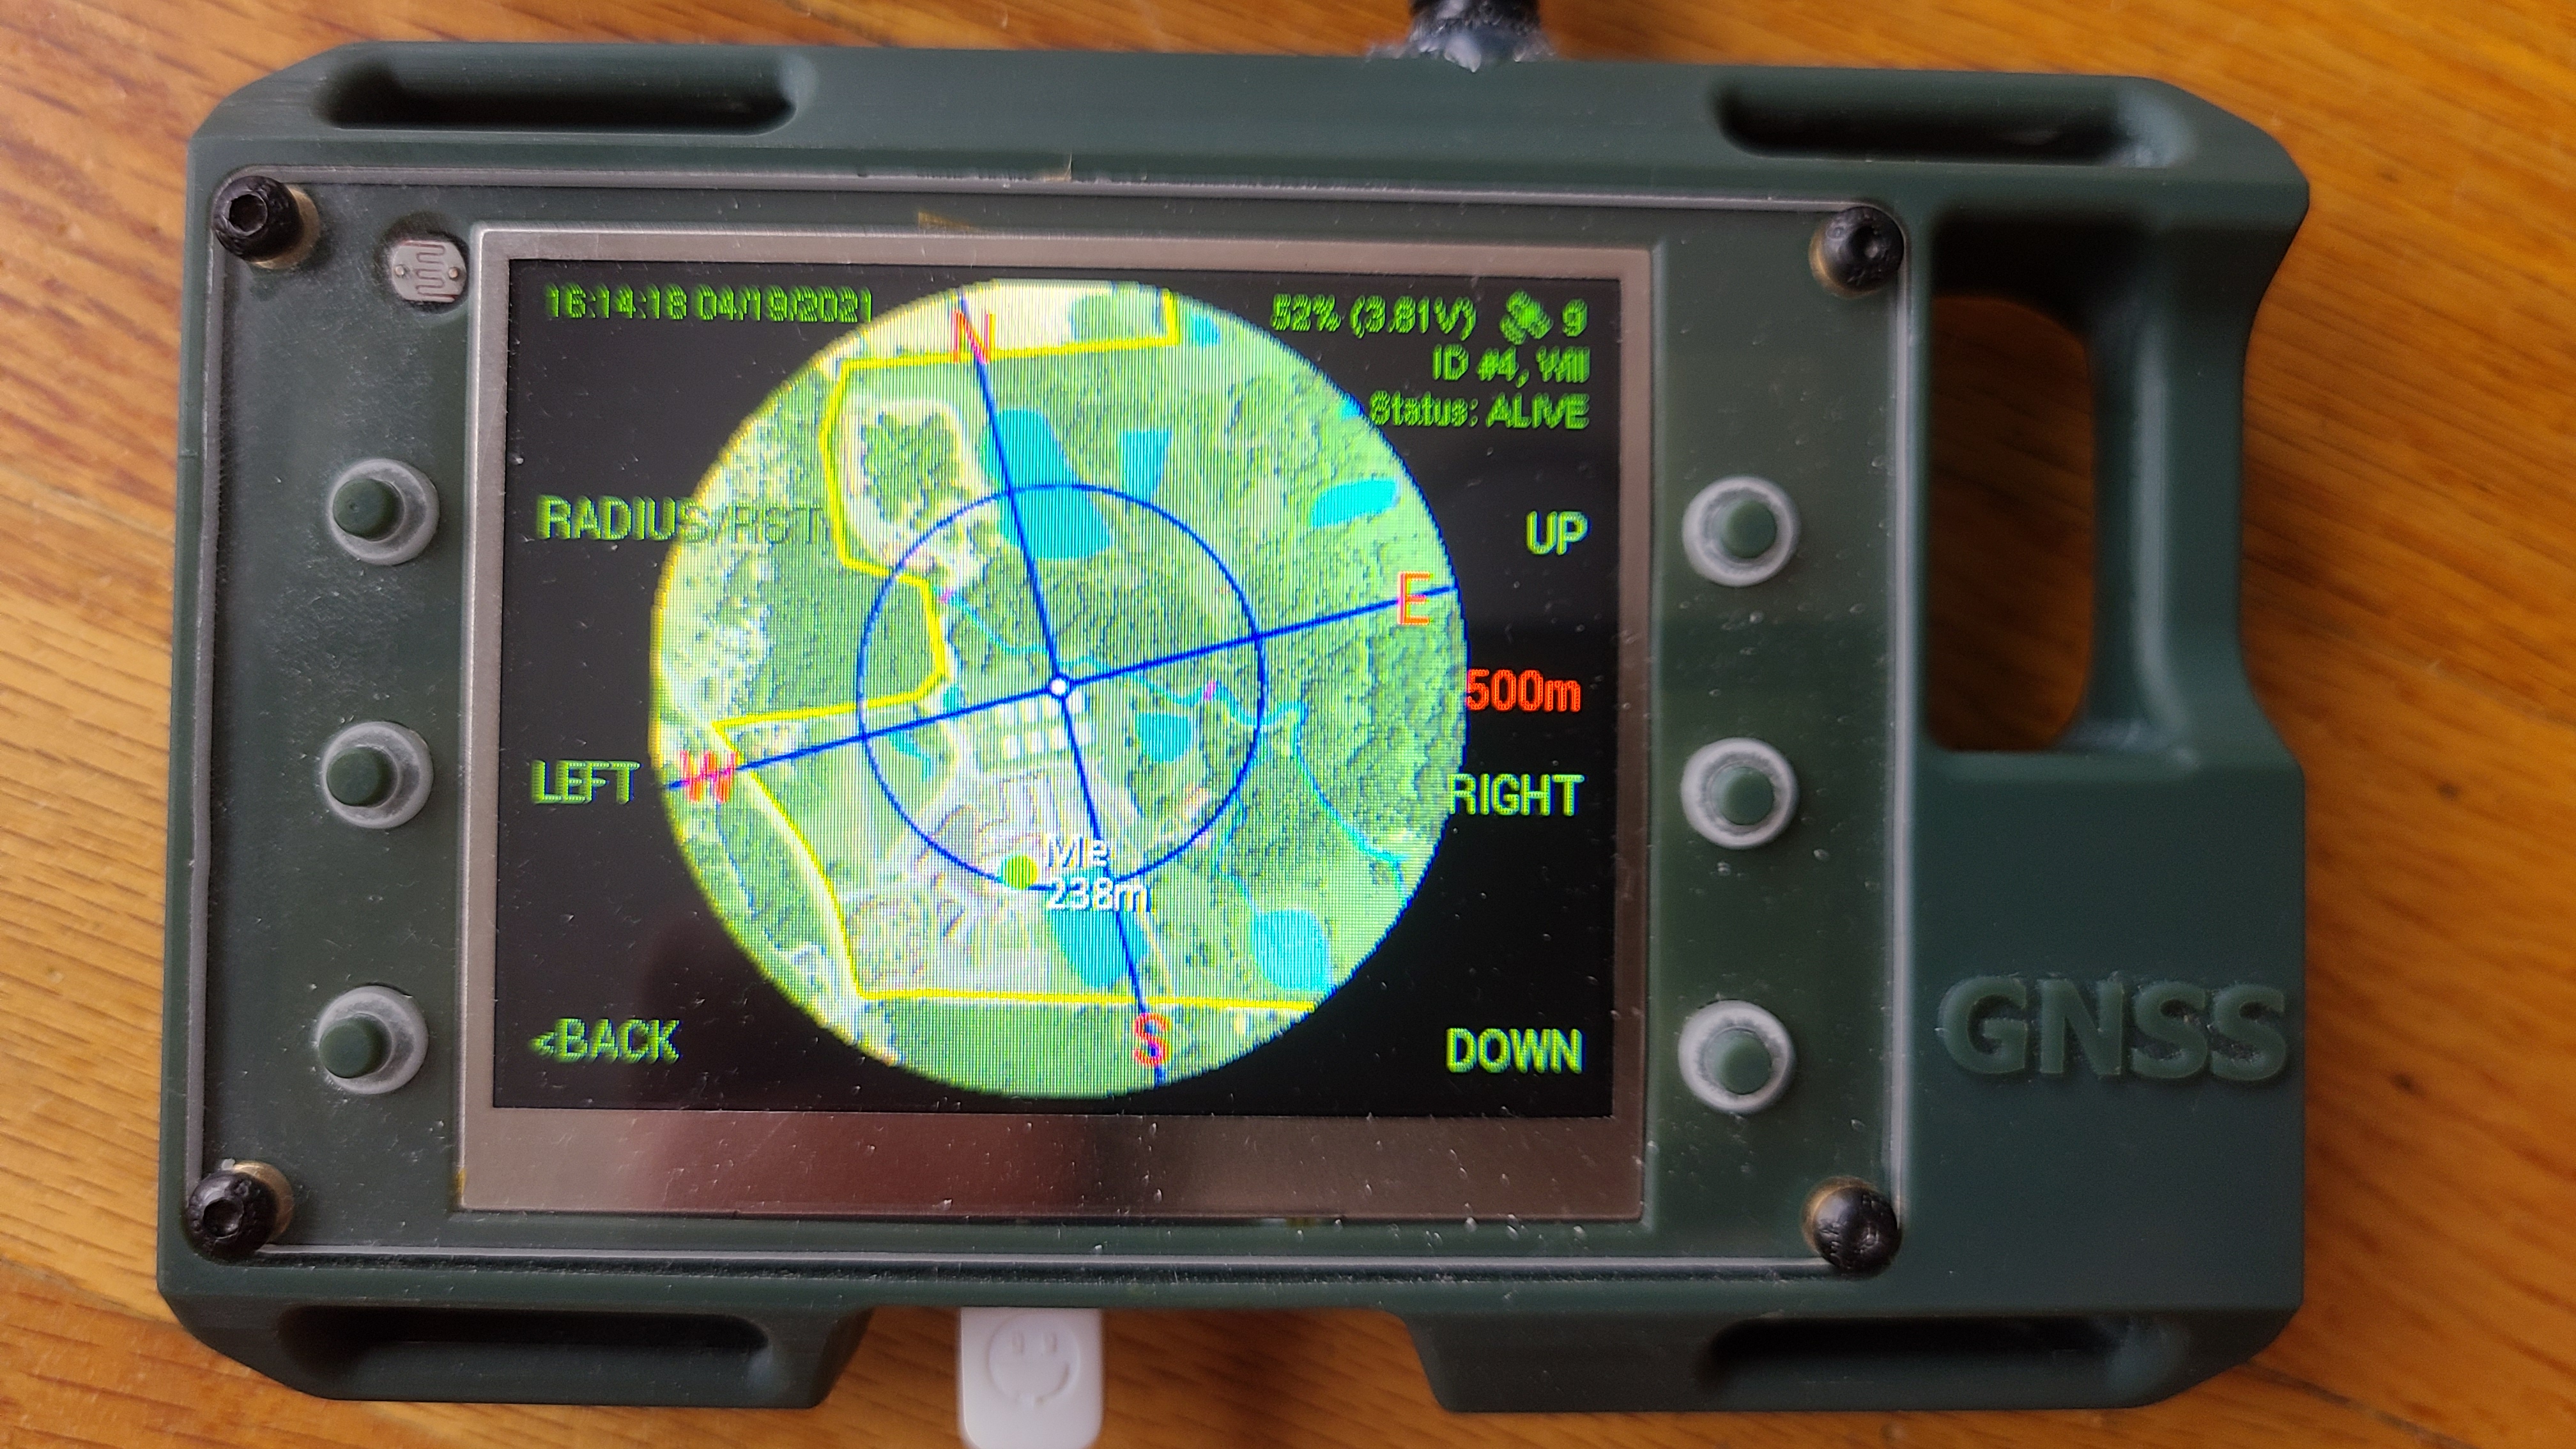 16:14:18 04/19/2021
52% (3.81V) 9
ID #4, Will
Status: ALIVE
N
RADIUS/RST
UP
E
500m
W
LEFT
RIGHT
Me
238m
<BACK
S
DOWN
GNSS